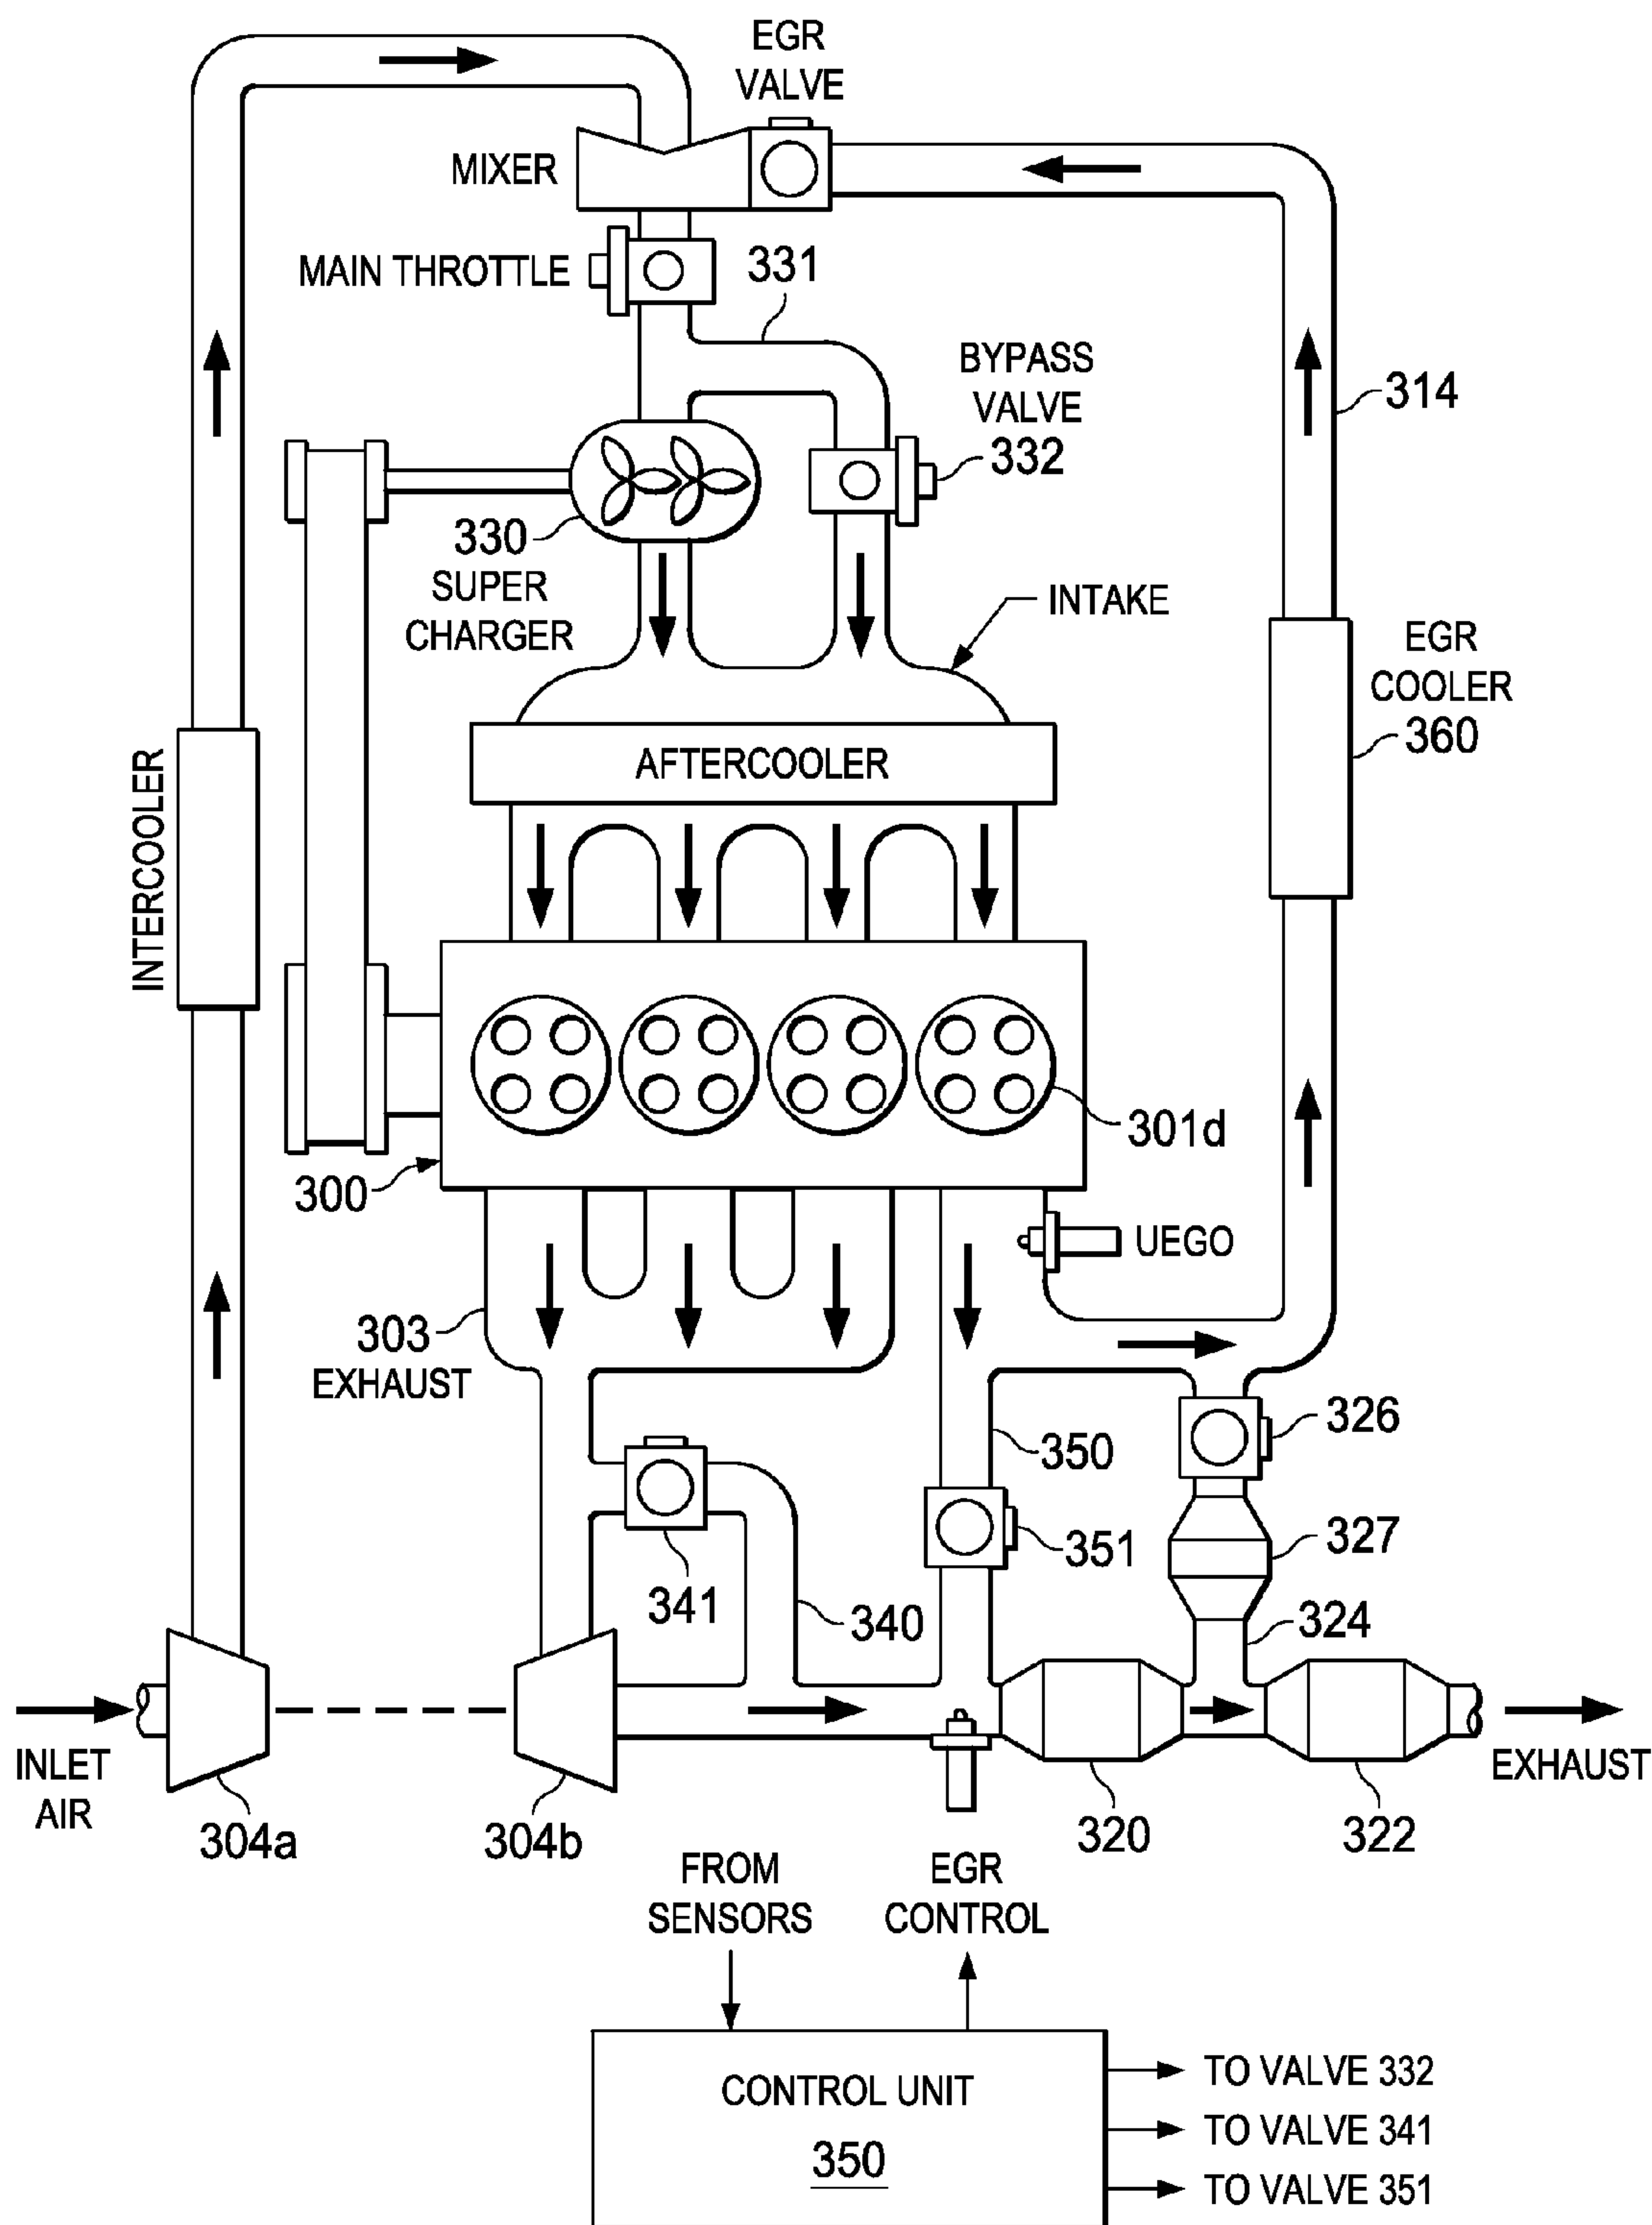 EGR
VALVE
MIXER
MAIN THROTTLE
331
BYPASS
VALVE
332
314
330
SUPER
CHARGER
INTAKE
EGR
COOLER
360
INTERCOOLER
AFTERCOOLER
301d
300
UEGO
303
EXHAUST
326
350
351
327
341
340
324
INLET
AIR
304a
304b
320
322
EXHAUST
FROM
SENSORS
EGR
CONTROL
CONTROL UNIT
350
TO VALVE 332
TO VALVE 341
TO VALVE 351